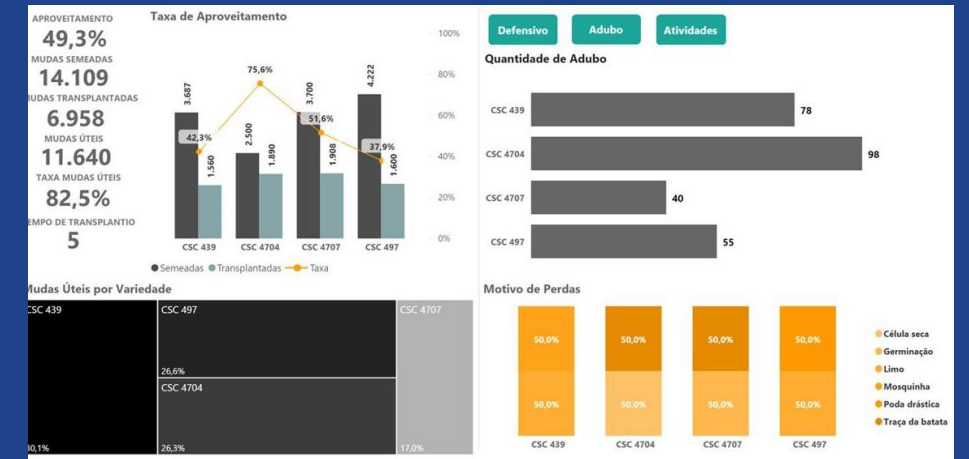 APROVEITAMENTO
49,3%
MUDAS SEMEADAS
14.109
MUDAS TRANSPLANTADAS
6.958
MUDAS ÚTEIS
11.640
TAXA MUDAS ÚTEIS
82,5%
TEMPO DE TRANSPLANTIO
5
Taxa de Aproveitamento
100%
80%
60%
40%
20%
0%
3.687
42,3%
1.560
2.500
75,6%
1.890
3.700
51,6%
1.908
4.222
37,9%
1.600
CSC 439 CSC 4704 CSC 4707 CSC 497
Semeadas Transplantadas Taxa
Defensivo Adubo Atividades
Quantidade de Adubo
CSC 439 78
CSC 4704 98
CSC 4707 40
CSC 497 55
Mudas Úteis por Variedade
CSC 439
30,1%
CSC 497
26,6%
CSC 4704
26,3%
CSC 4707
17,0%
Motivo de Perdas
50,0% 50,0% 50,0% 50,0%
50,0% 50,0% 50,0% 50,0%
CSC 439 CSC 4704 CSC 4707 CSC 497
Célula seca
Germinação
Limo
Mosquinha
Poda drástica
Traça da batata